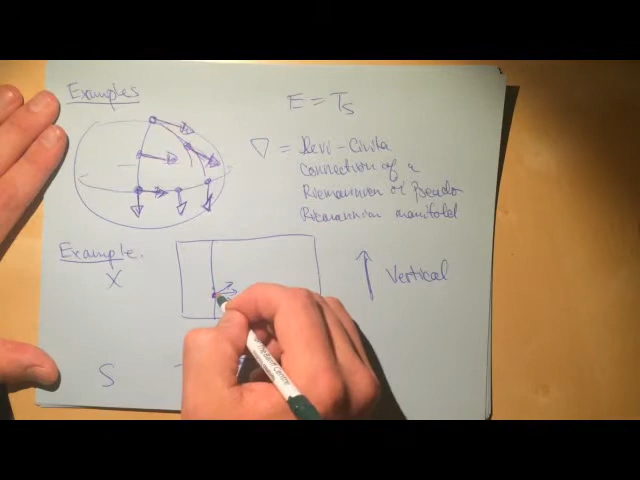 Examples
E = Ts
∇ = Levi-Civita
Connection of a
Riemannian or pseudo
Riemannian manifold
Example.
X
Vertical
S